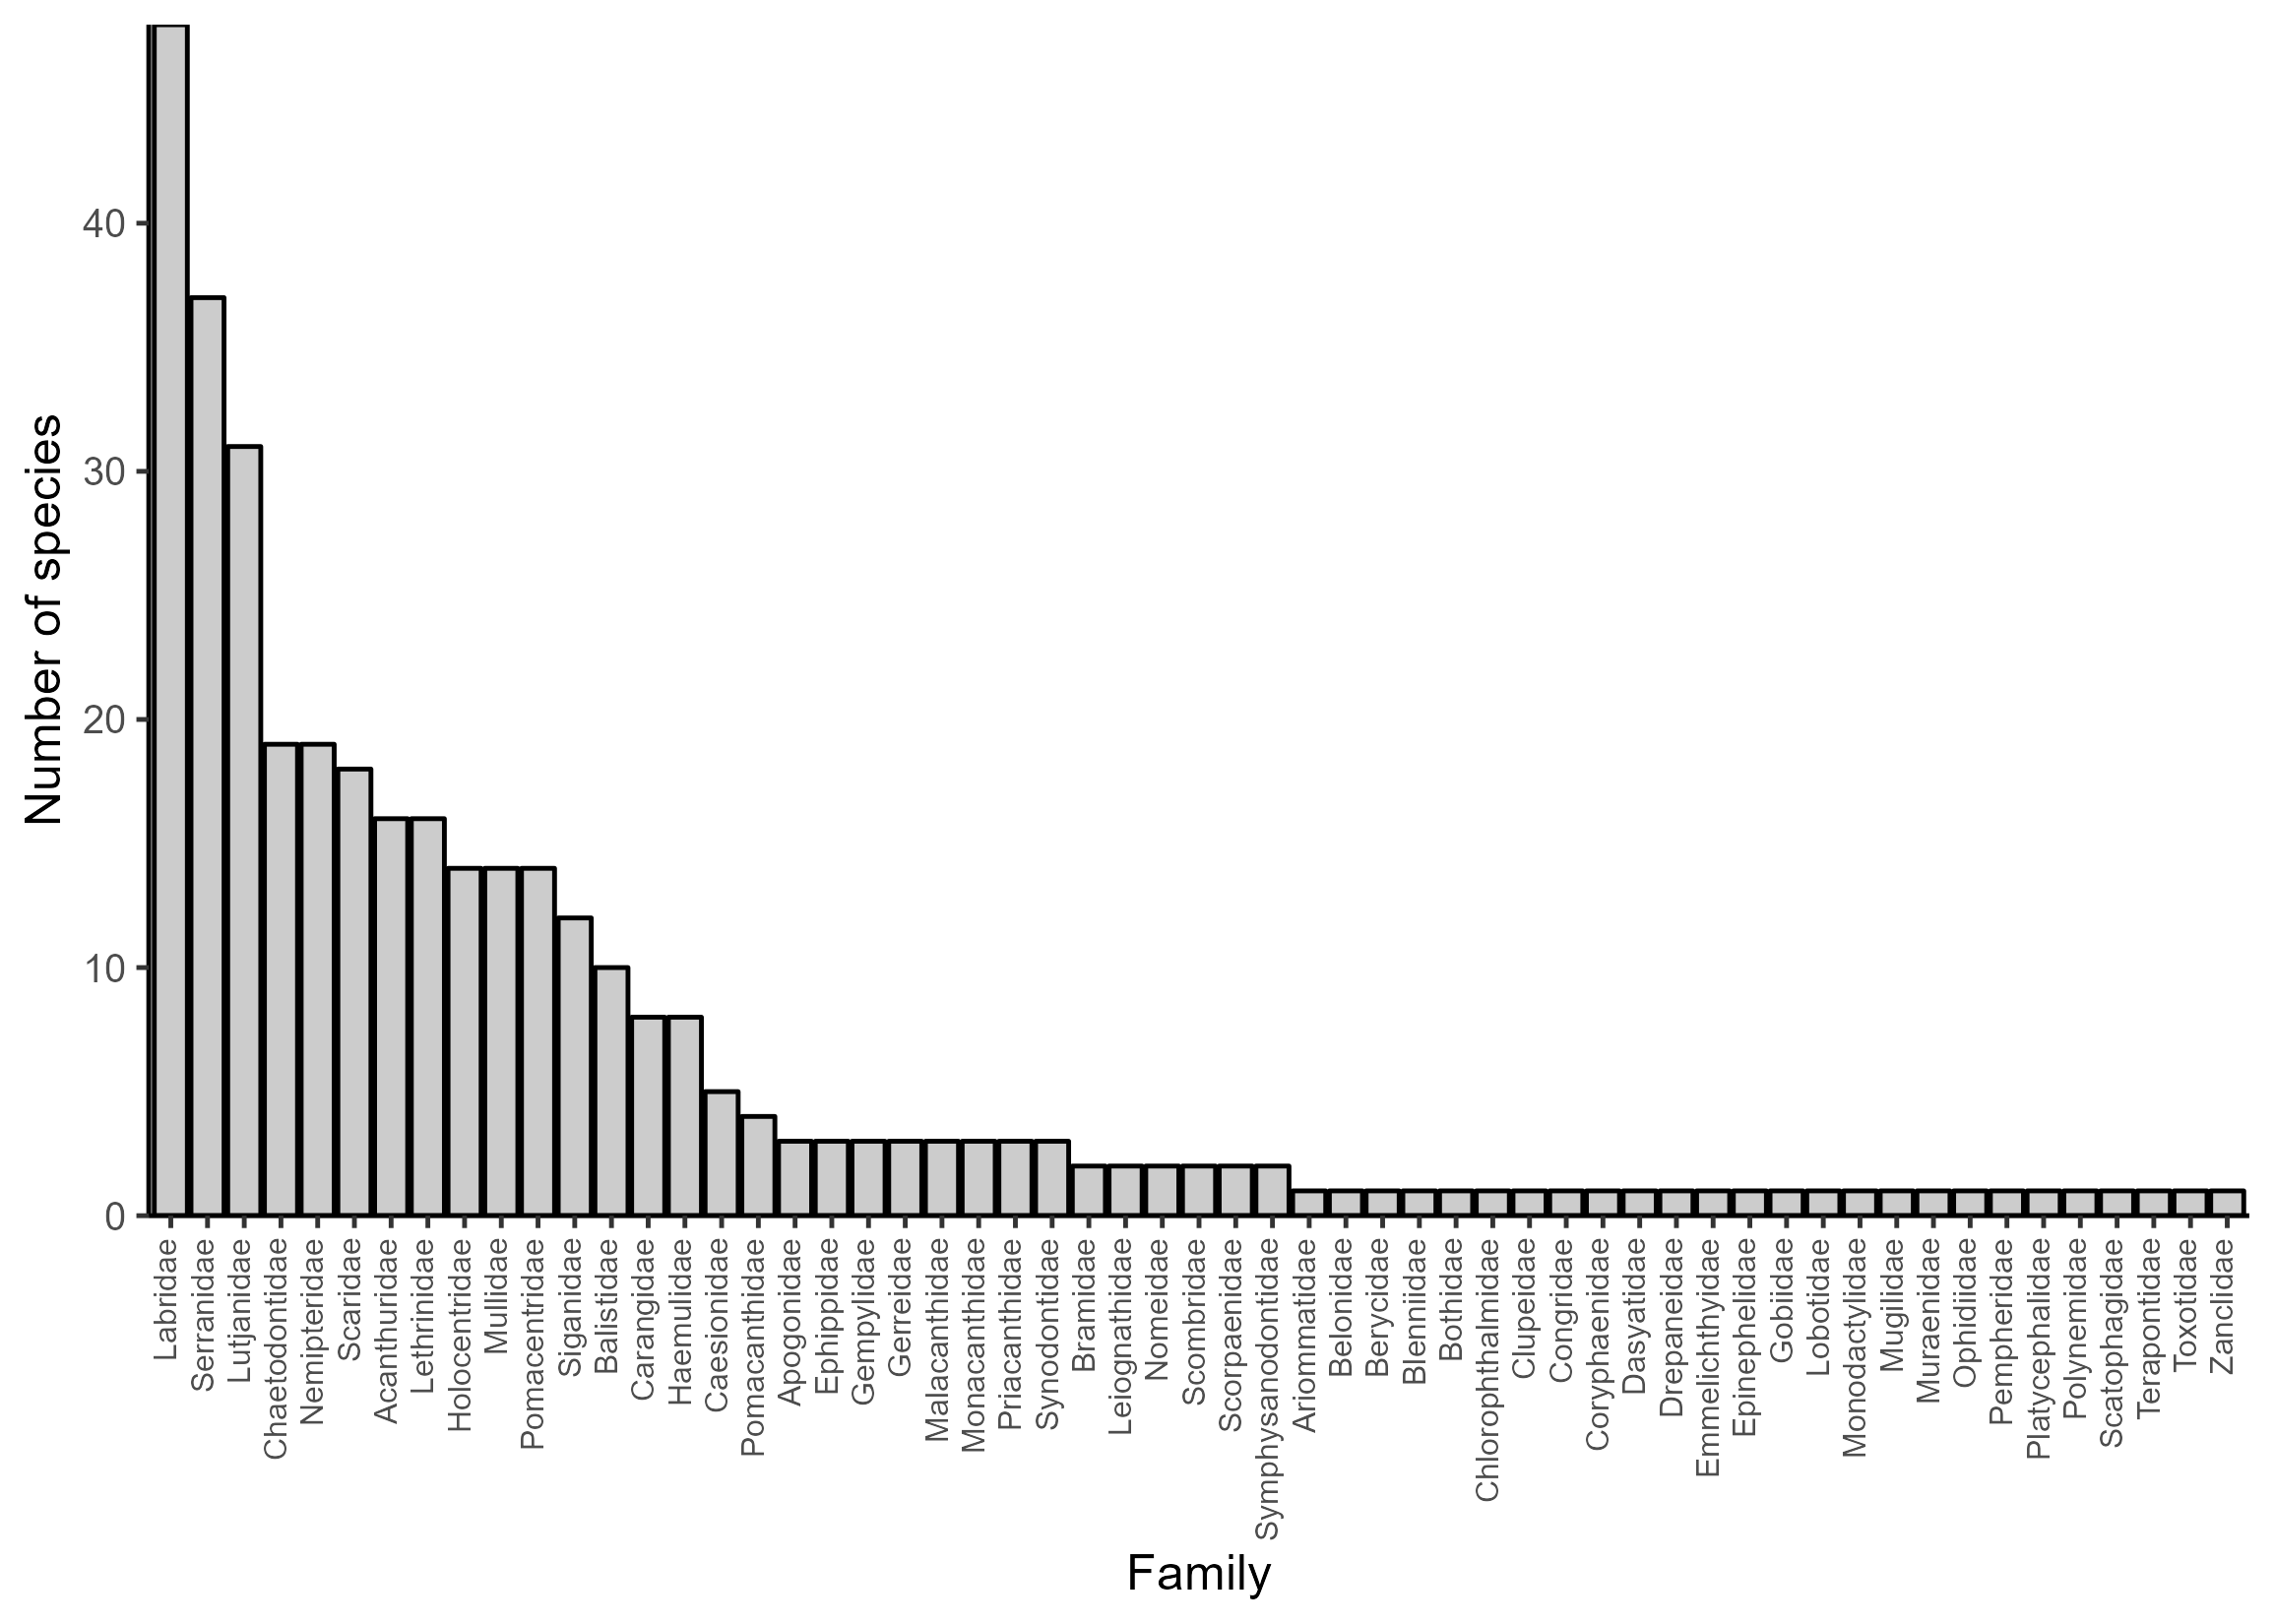 Number of species
40
30
20
10
0
Labridae
Serranidae
Lutjanidae
Chaetodontidae
Nemipteridae
Scaridae
Acanthuridae
Lethrinidae
Holocentridae
Mullidae
Pomacentridae
Siganidae
Balistidae
Carangidae
Haemulidae
Caesionidae
Pomacanthidae
Apogonidae
Ephippidae
Gempylidae
Gerreidae
Malacanthidae
Monacanthidae
Priacanthidae
Synodontidae
Bramidae
Leiognathidae
Nomeidae
Scombridae
Scorpaenidae
Symphysanodontidae
Ariommatidae
Belonidae
Berycidae
Blenniidae
Bothidae
Chlorophthalmidae
Clupeidae
Congridae
Coryphaenidae
Dasyatidae
Drepaneidae
Emmelichthyidae
Epinephelidae
Gobiidae
Lobotidae
Monodactylidae
Mugilidae
Muraenidae
Ophidiidae
Pempheridae
Platycephalidae
Polynemidae
Scatophagidae
Terapontidae
Toxotidae
Zanclidae
Family